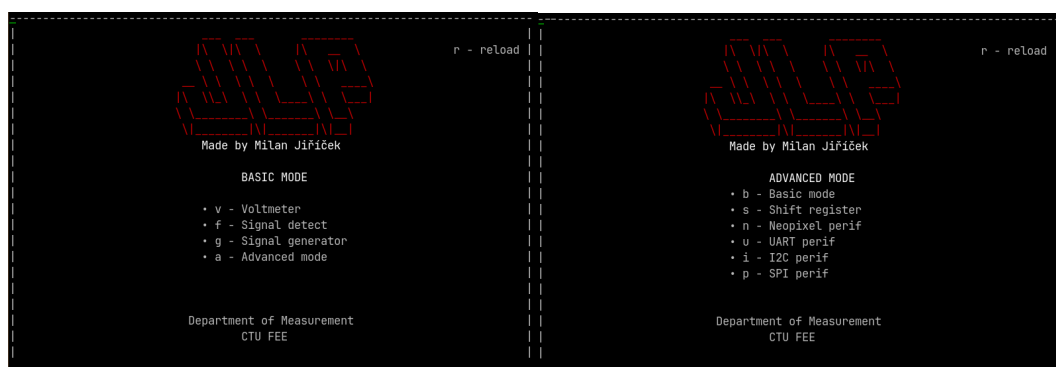 r - reload
Made by Milan Jiříček
BASIC MODE
• v - Voltmeter
• f - Signal detect
• g - Signal generator
• a - Advanced mode
Department of Measurement
CTU FEE
r - reload
Made by Milan Jiříček
ADVANCED MODE
• b - Basic mode
• s - Shift register
• n - Neopixel perif
• u - UART perif
• i - I2C perif
• p - SPI perif
Department of Measurement
CTU FEE